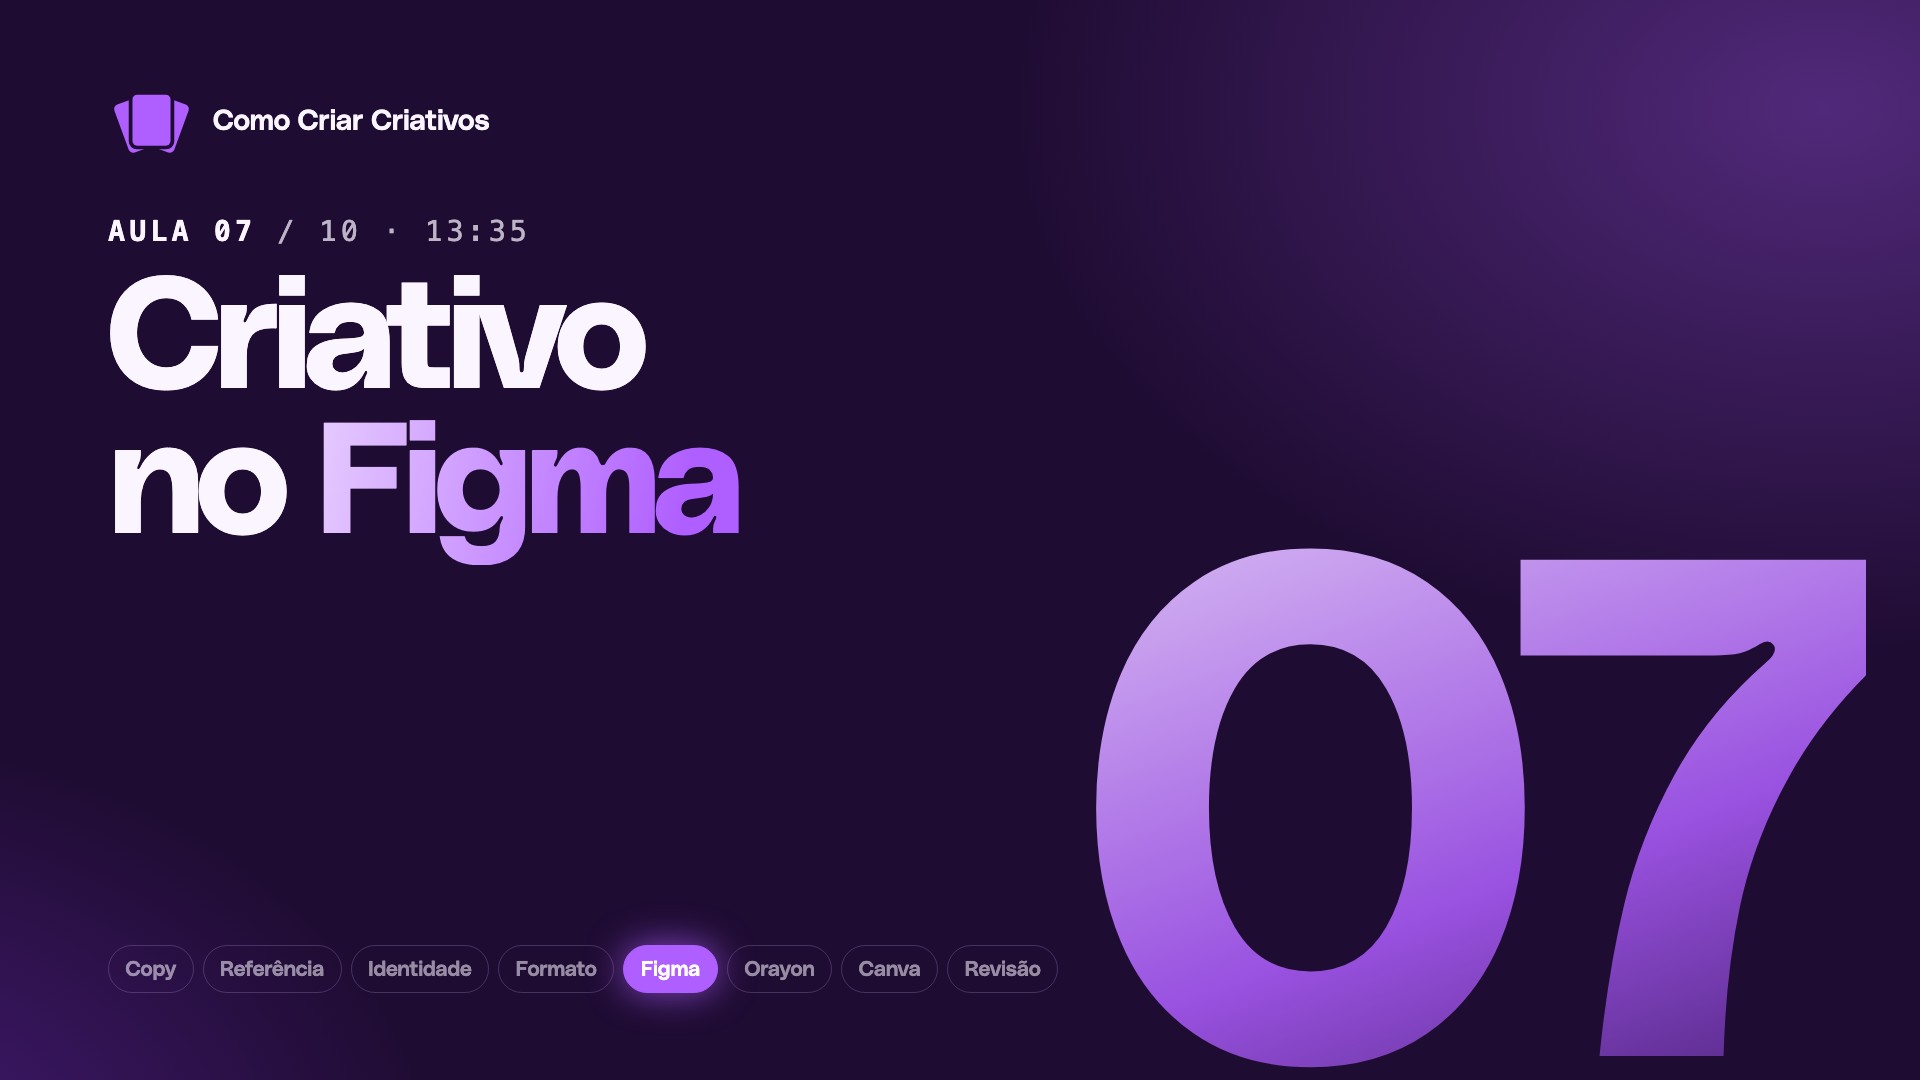 Como Criar Criativos
AULA 07 / 10 · 13:35
Criativo
no Figma
07
Copy Referência Identidade Formato Figma Orayon Canva Revisão